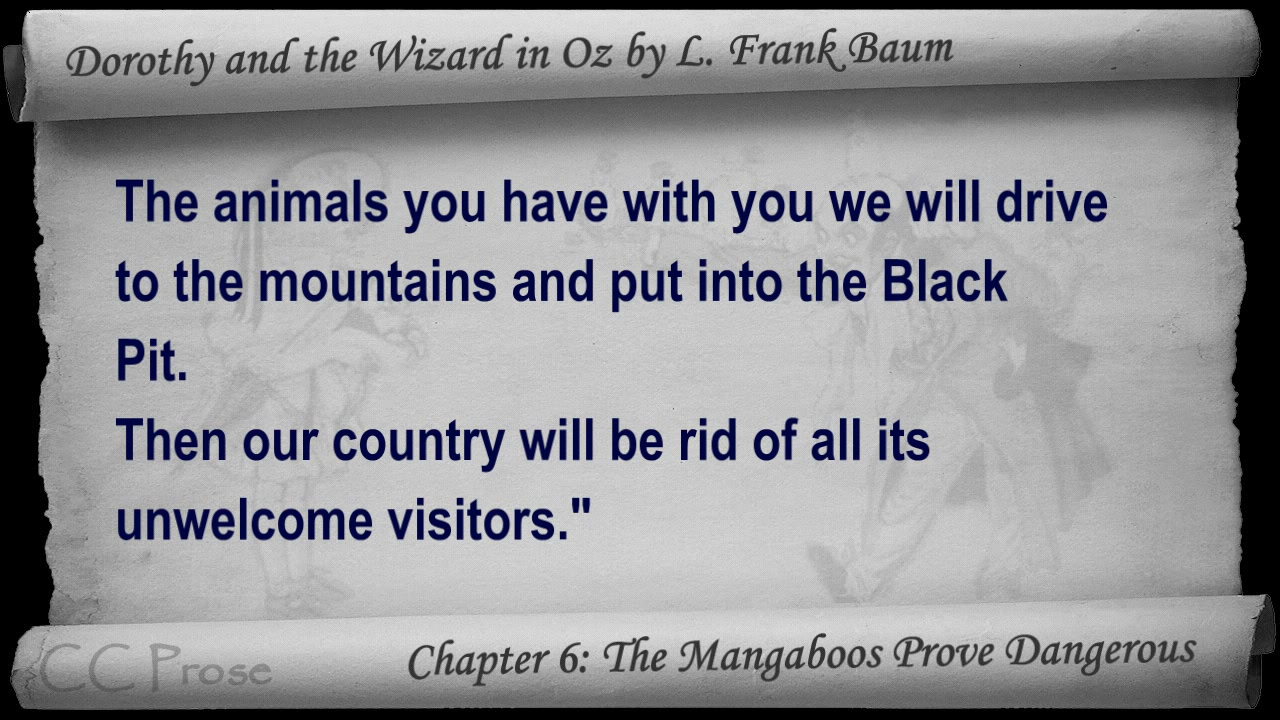 Dorothy and the Wizard in Oz by L. Frank Baum
The animals you have with you we will drive
to the mountains and put into the Black
Pit.
Then our country will be rid of all its
unwelcome visitors."
CC Prose
Chapter 6: The Mangaboos Prove Dangerous